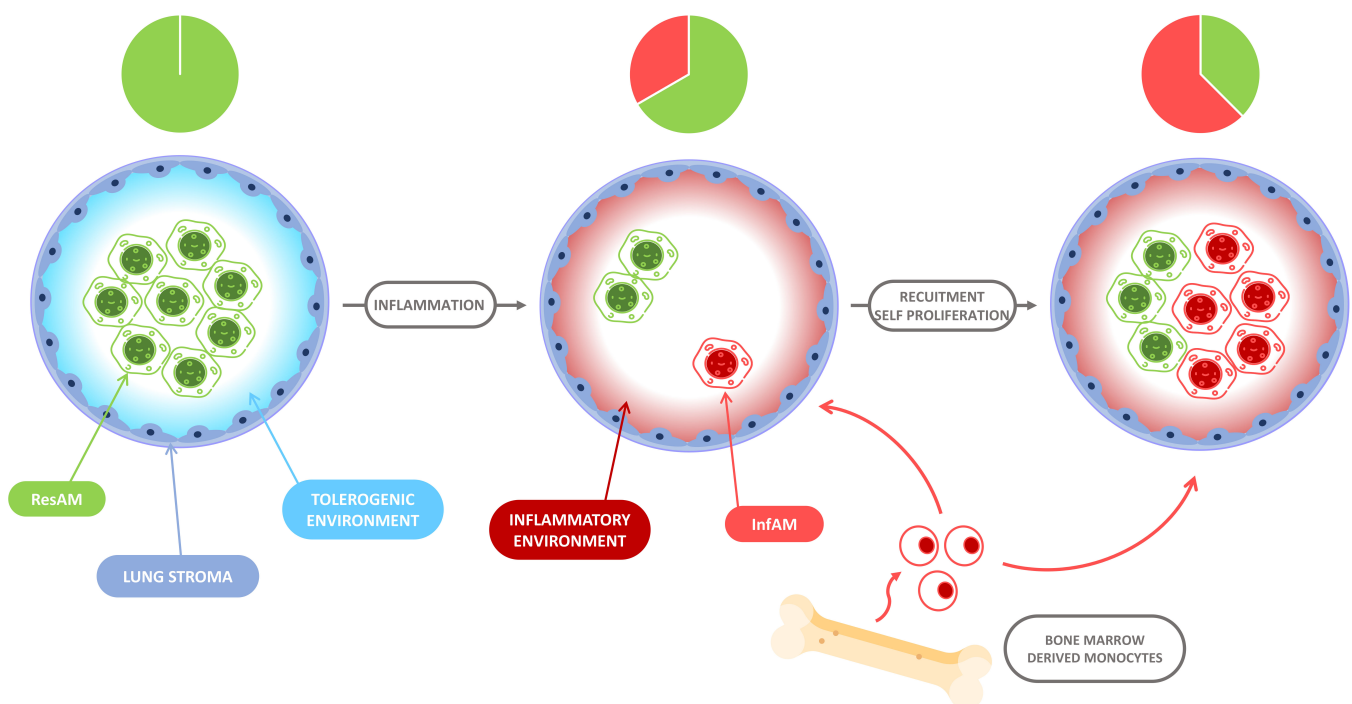 INFLAMMATION
RECUITMENT
SELF PROLIFERATION
ResAM
TOLEROGENIC
ENVIRONMENT
LUNG STROMA
INFLAMMATORY
ENVIRONMENT
InfAM
BONE MARROW
DERIVED MONOCYTES